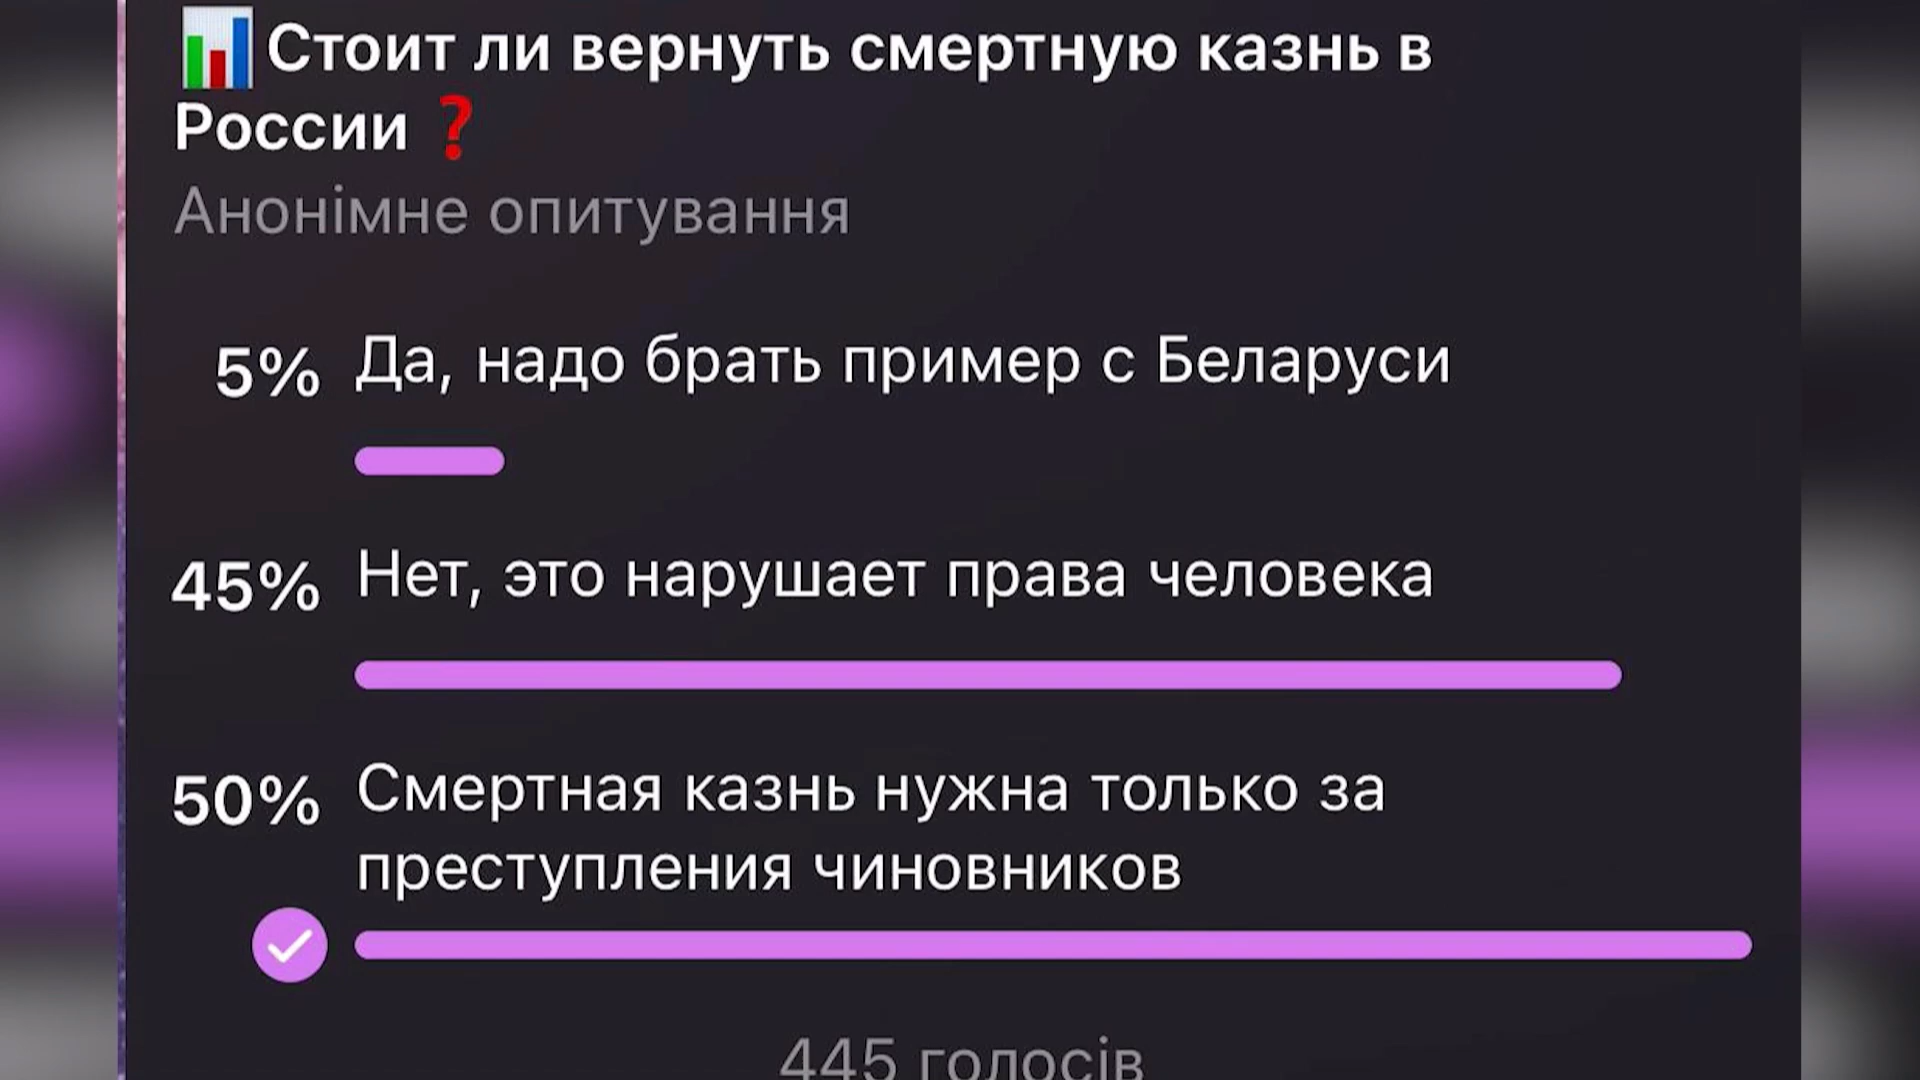 📊 Стоит ли вернуть смертную казнь в
России ❓
Анонімне опитування
5% Да, надо брать пример с Беларуси
45% Нет, это нарушает права человека
50% Смертная казнь нужна только за
преступления чиновников
445 голосів